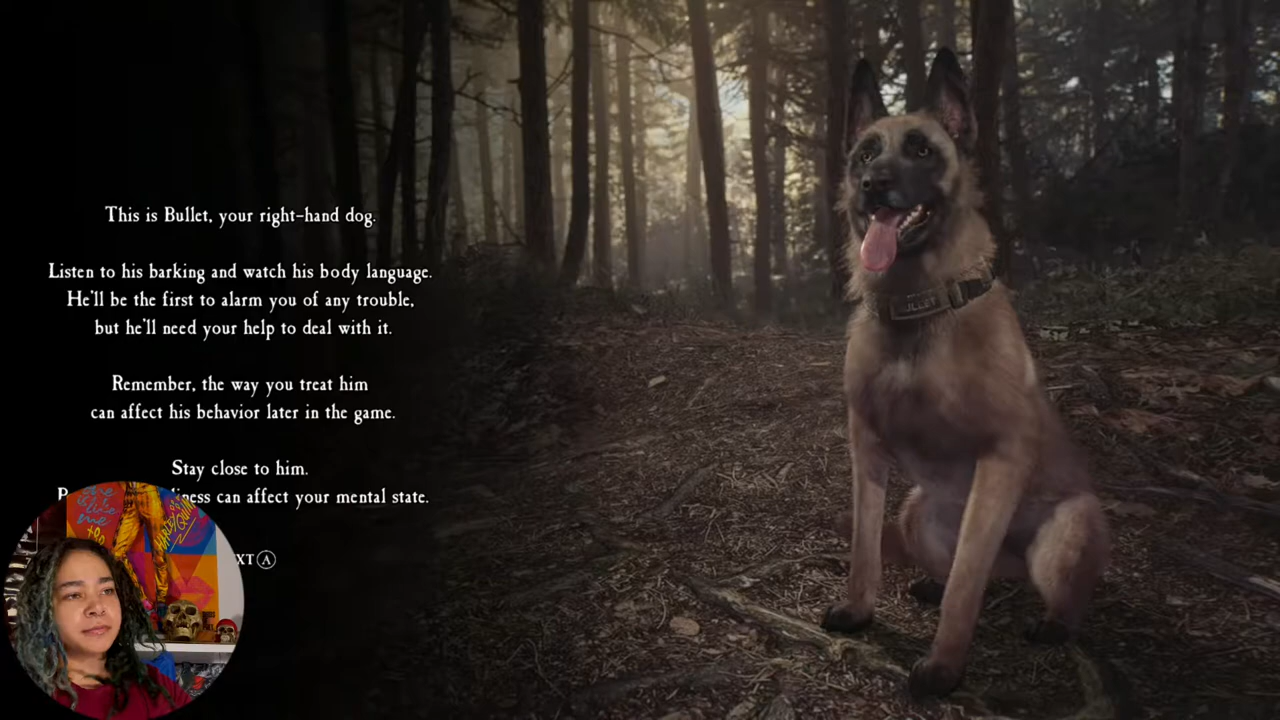 This is Bullet, your right-hand dog.
Listen to his barking and watch his body language.
He'll be the first to alarm you of any trouble,
but he'll need your help to deal with it.
Remember, the way you treat him
can affect his behavior later in the game.
Stay close to him.
can affect your mental state.
A
BULLET
HARLEY QUINN